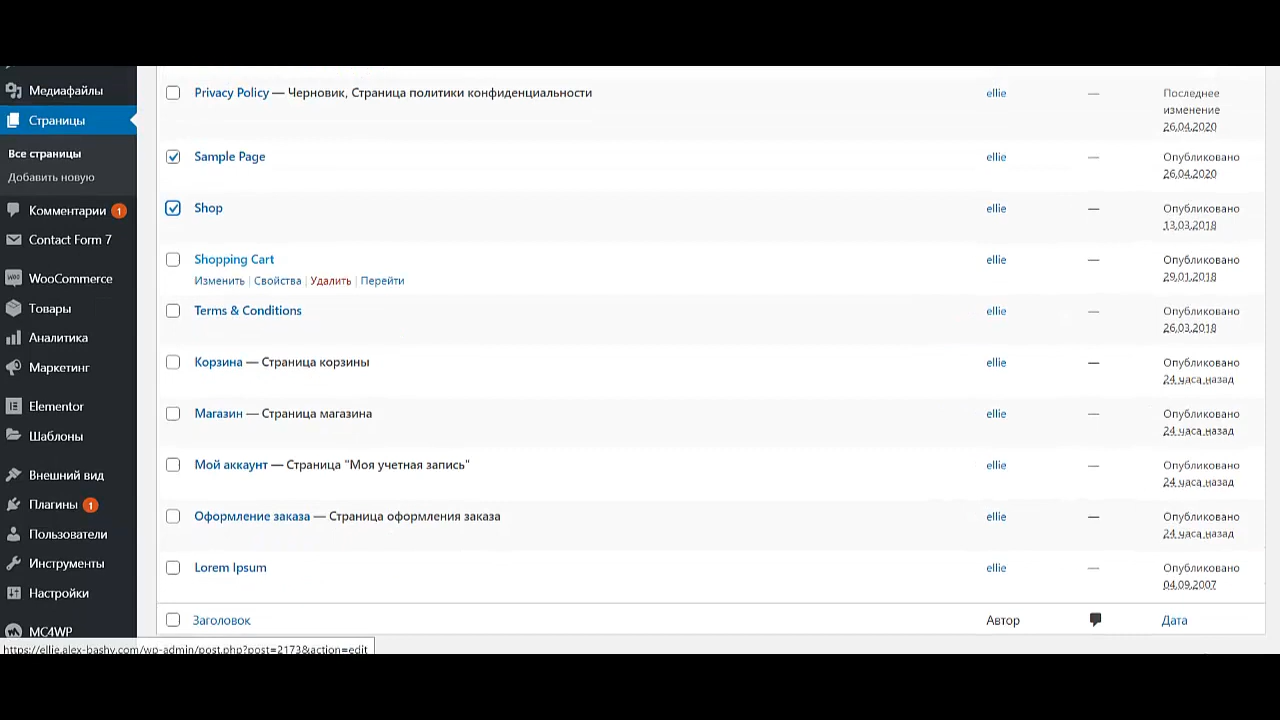 Медиафайлы
Страницы
Все страницы
Добавить новую
Комментарии 1
Contact Form 7
WooCommerce
Товары
Аналитика
Маркетинг
Elementor
Шаблоны
Внешний вид
Плагины 1
Пользователи
Инструменты
Настройки
MC4WP
Privacy Policy — Черновик, Страница политики конфиденциальности
ellie
—
Последнее
изменение
26.04.2020
Sample Page
ellie
—
Опубликовано
26.04.2020
Shop
ellie
—
Опубликовано
13.03.2018
Shopping Cart
Изменить | Свойства | Удалить | Перейти
ellie
—
Опубликовано
29.01.2018
Terms & Conditions
ellie
—
Опубликовано
26.03.2018
Корзина — Страница корзины
ellie
—
Опубликовано
24 часа назад
Магазин — Страница магазина
ellie
—
Опубликовано
24 часа назад
Мой аккаунт — Страница "Моя учетная запись"
ellie
—
Опубликовано
24 часа назад
Оформление заказа — Страница оформления заказа
ellie
—
Опубликовано
24 часа назад
Lorem Ipsum
ellie
—
Опубликовано
04.09.2007
Заголовок
Автор
Дата
https://ellie.alex-bashy.com/wp-admin/post.php?post=2173&action=edit